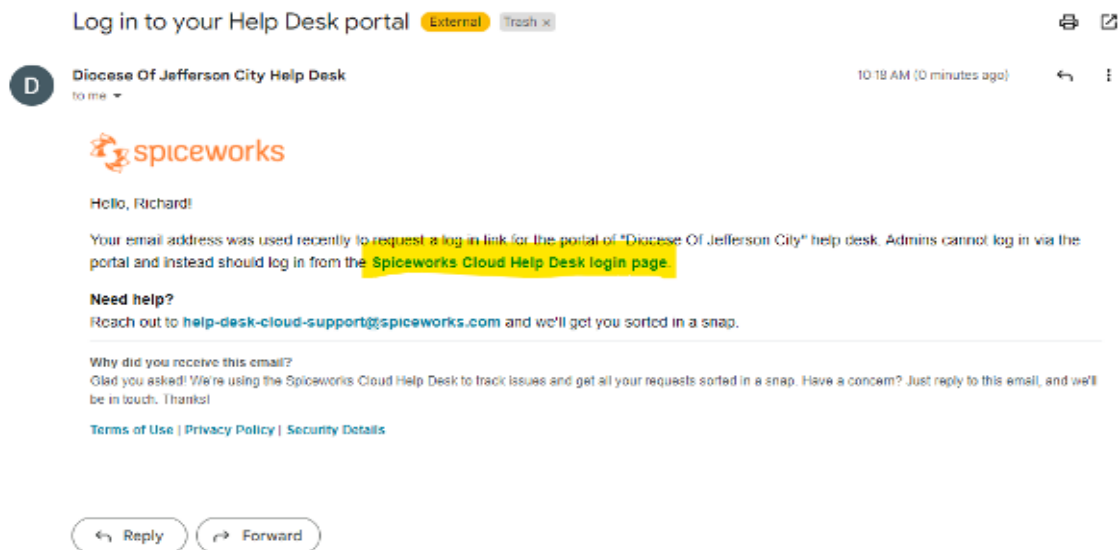 Log in to your Help Desk portal External Trash x
D
Diocese Of Jefferson City Help Desk 10:18 AM (0 minutes ago)
to me
spiceworks
Hello, Richard!
Your email address was used recently to request a log in link for the portal of "Diocese Of Jefferson City" help desk. Admins cannot log in via the
portal and instead should log in from the Spiceworks Cloud Help Desk login page.
Need help?
Reach out to help-desk-cloud-support@spiceworks.com and we'll get you sorted in a snap.
Why did you receive this email?
Glad you asked! We're using the Spiceworks Cloud Help Desk to track issues and get all your requests sorted in a snap. Have a concern? Just reply to this email, and we'll
be in touch. Thanks!
Terms of Use | Privacy Policy | Security Details
Reply Forward